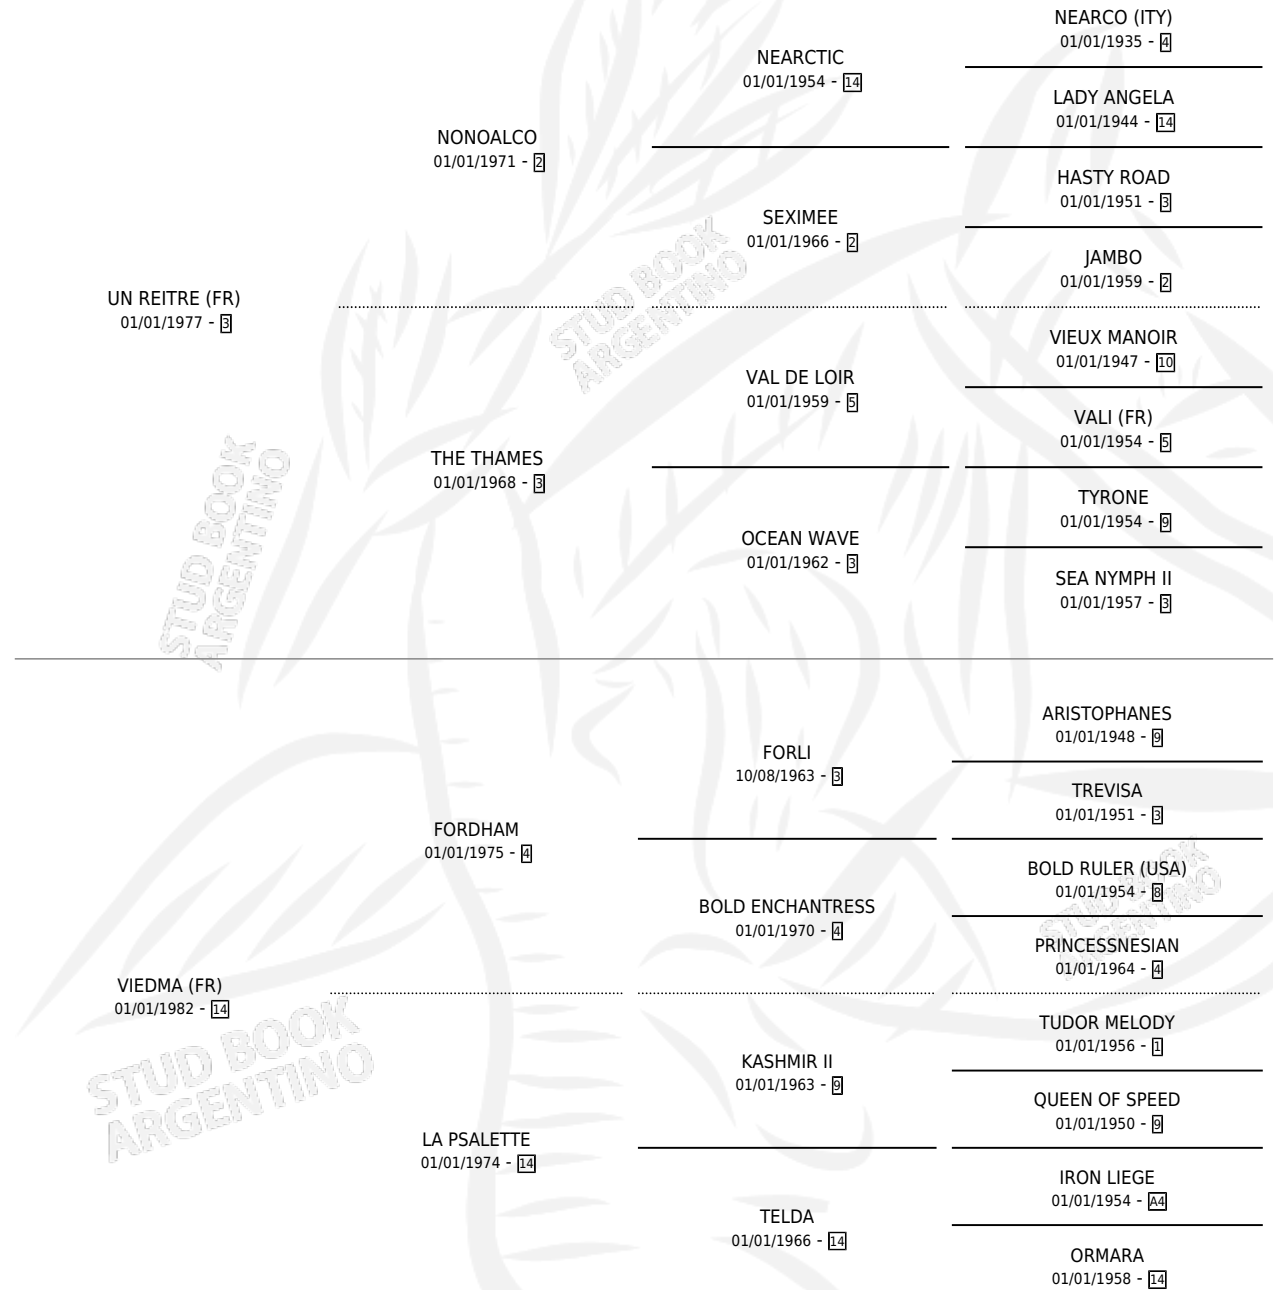 NEARCO (ITY)
01/01/1935 - 4
NEARCTIC
01/01/1954 - 14
LADY ANGELA
01/01/1944 - 14
NONOALCO
01/01/1971 - 2
HASTY ROAD
01/01/1951 - 3
SEXIMEE
01/01/1966 - 2
JAMBO
01/01/1959 - 2
UN REITRE (FR)
01/01/1977 - 3
VIEUX MANOIR
01/01/1947 - 10
VAL DE LOIR
01/01/1959 - 5
VALI (FR)
01/01/1954 - 5
THE THAMES
01/01/1968 - 3
TYRONE
01/01/1954 - 9
OCEAN WAVE
01/01/1962 - 3
SEA NYMPH II
01/01/1957 - 3
STUD BOOK
ARGENTINO
STUD BOOK
ARGENTINO
ARISTOPHANES
01/01/1948 - 9
FORLI
10/08/1963 - 3
TREVISA
01/01/1951 - 3
FORDHAM
01/01/1975 - 4
BOLD RULER (USA)
01/01/1954 - 8
BOLD ENCHANTRESS
01/01/1970 - 4
PRINCESSNESIAN
01/01/1964 - 4
VIEDMA (FR)
01/01/1982 - 14
TUDOR MELODY
01/01/1956 - 1
KASHMIR II
01/01/1963 - 9
QUEEN OF SPEED
01/01/1950 - 9
LA PSALETTE
01/01/1974 - 14
IRON LIEGE
01/01/1954 - A4
TELDA
01/01/1966 - 14
ORMARA
01/01/1958 - 14
STUD BOOK
ARGENTINO
STUD BOOK
ARGENTINO